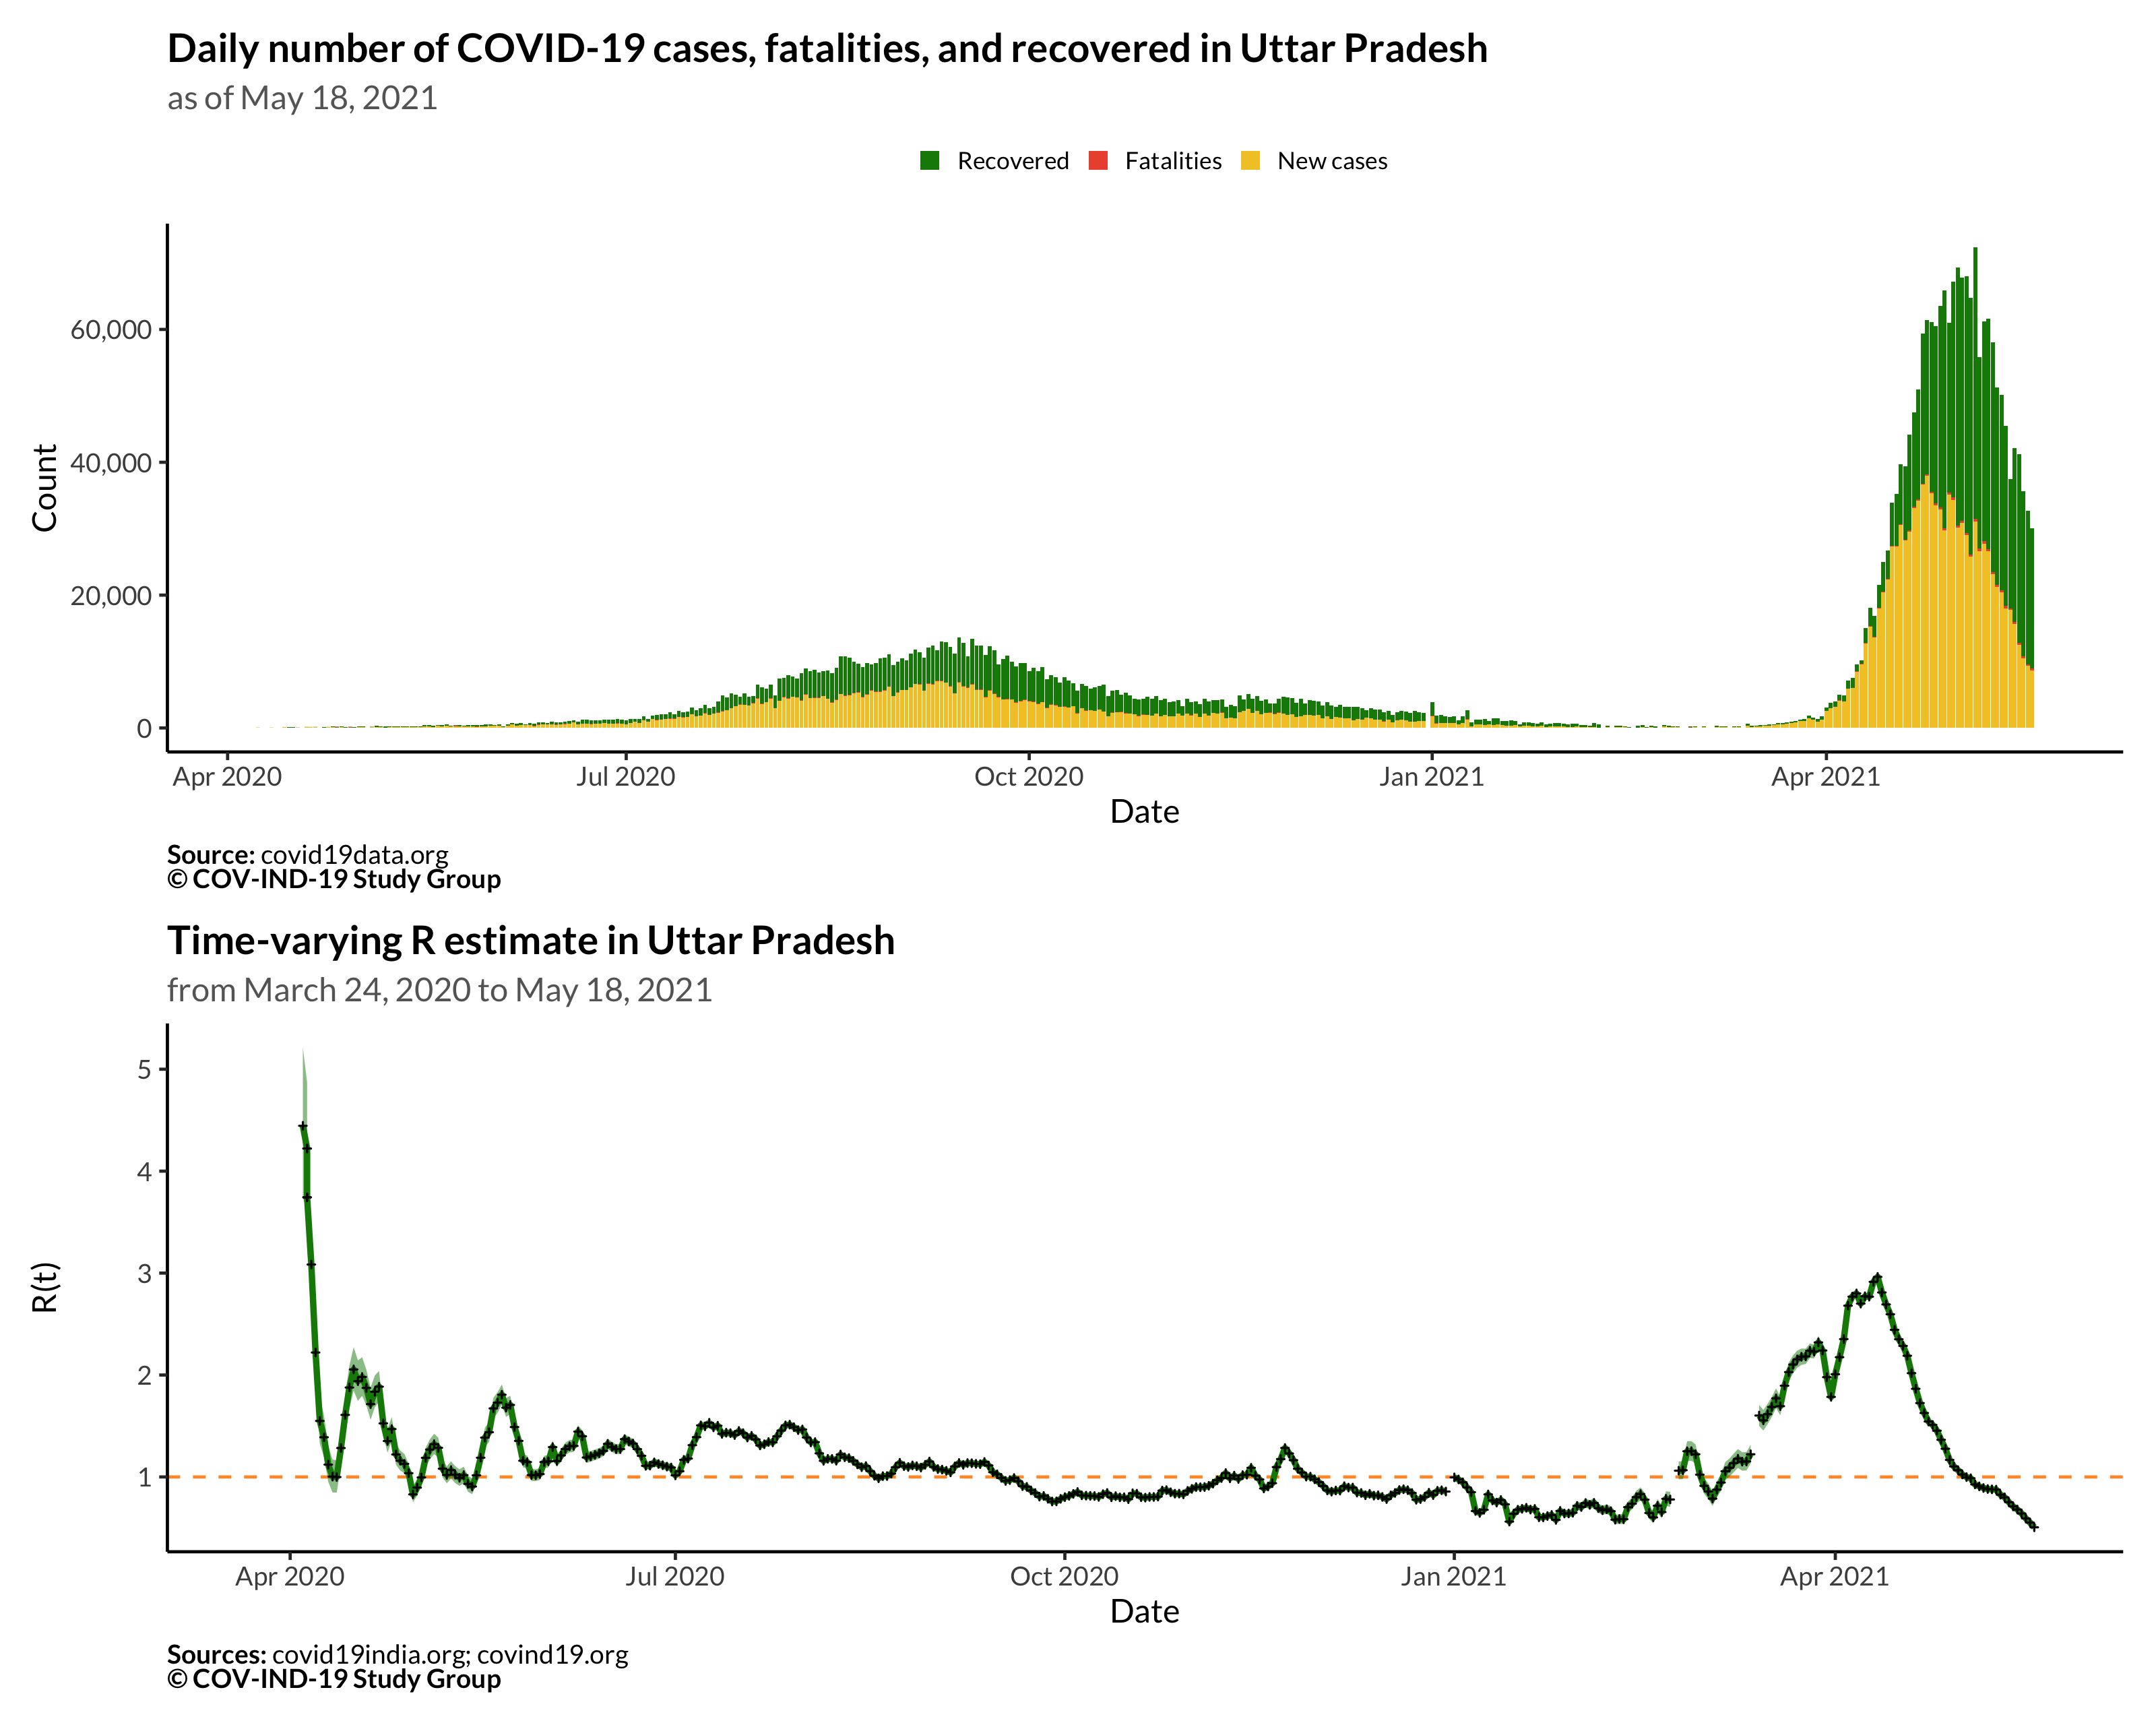 Daily number of COVID-19 cases, fatalities, and recovered in Uttar Pradesh
as of May 18, 2021
Recovered Fatalities New cases
Count
60,000
40,000
20,000
0
Apr 2020 Jul 2020 Oct 2020 Jan 2021 Apr 2021
Date
Source: covid19data.org
© COV-IND-19 Study Group
Time-varying R estimate in Uttar Pradesh
from March 24, 2020 to May 18, 2021
R(t)
5
4
3
2
1
Apr 2020 Jul 2020 Oct 2020 Jan 2021 Apr 2021
Date
Sources: covid19india.org; covind19.org
© COV-IND-19 Study Group